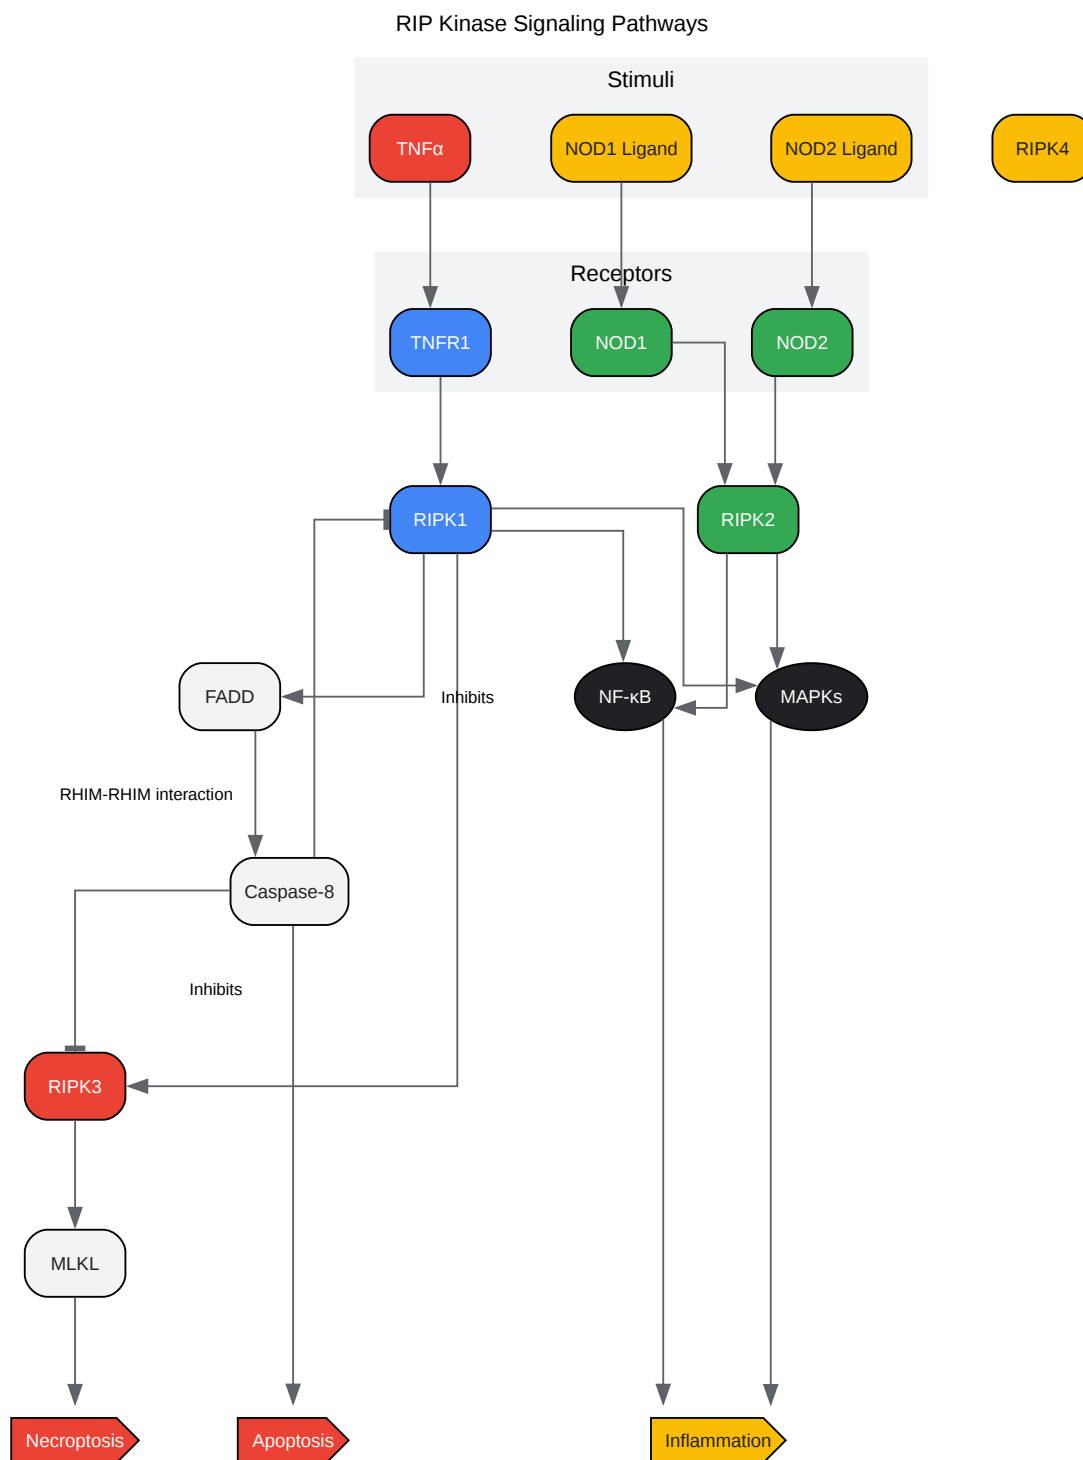 RIP Kinase Signaling Pathways
Stimuli
TNFα
NOD1 Ligand
NOD2 Ligand
RIPK4
Receptors
TNFR1
NOD1
NOD2
RIPK1
RIPK2
FADD
Inhibits
NF-κB
MAPKs
RHIM-RHIM interaction
Caspase-8
Inhibits
RIPK3
MLKL
Necroptosis
Apoptosis
Inflammation